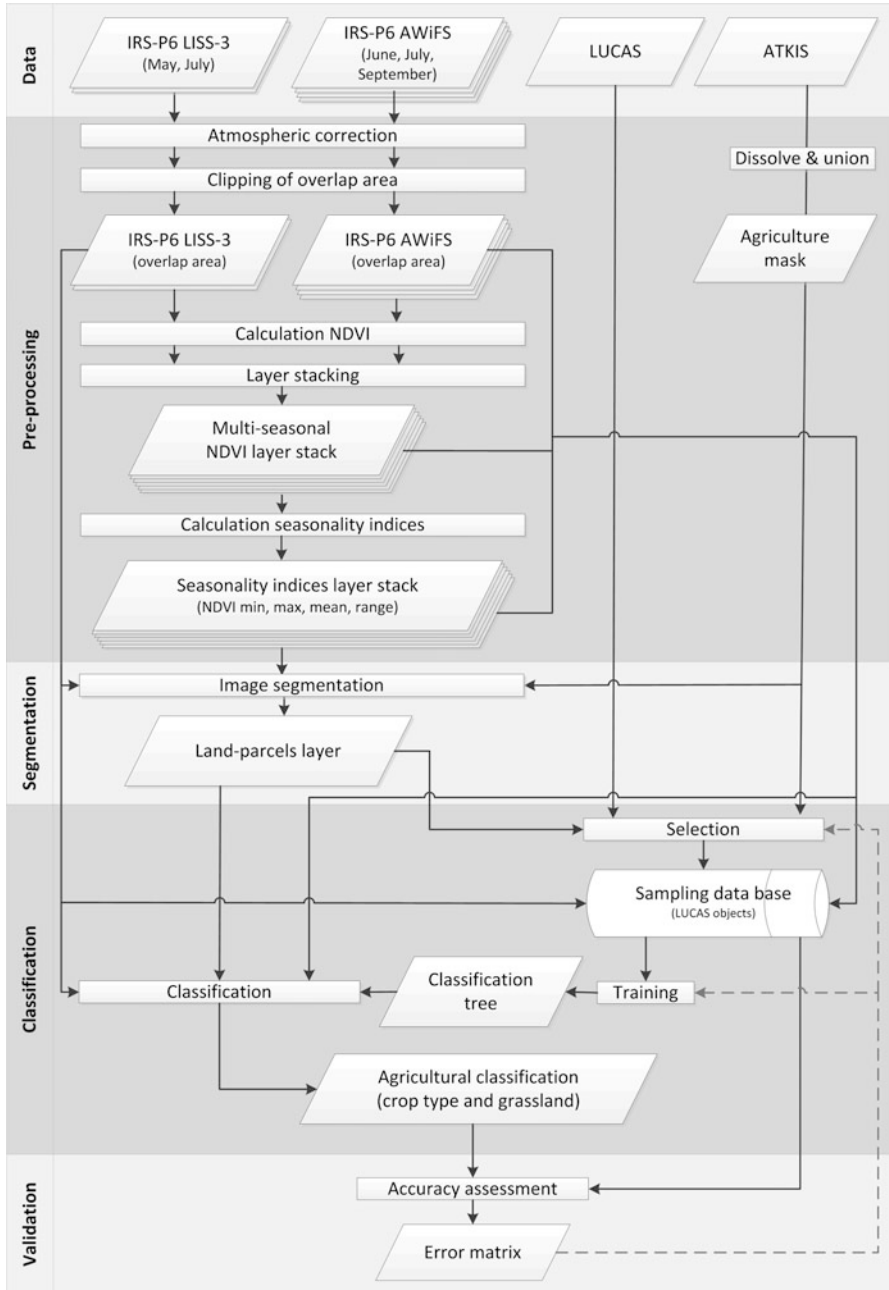 Data
IRS-P6 LISS-3
(May, July)
IRS-P6 AWiFS
(June, July,
September)
LUCAS
ATKIS
Pre-processing
Atmospheric correction
Dissolve & union
Clipping of overlap area
IRS-P6 LISS-3
(overlap area)
IRS-P6 AWiFS
(overlap area)
Agriculture
mask
Calculation NDVI
Layer stacking
Multi-seasonal
NDVI layer stack
Calculation seasonality indices
Seasonality indices layer stack
(NDVI min, max, mean, range)
Segmentation
Image segmentation
Land-parcels layer
Classification
Selection
Sampling data base
(LUCAS objects)
Classification
Classification
tree
Training
Agricultural classification
(crop type and grassland)
Validation
Accuracy assessment
Error matrix